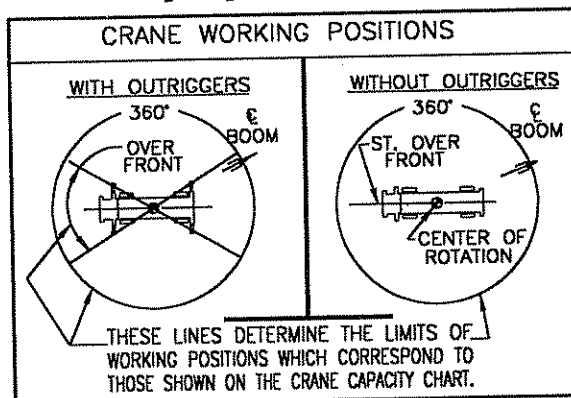 CRANE WORKING POSITIONS
WITH OUTRIGGERS
360°
℄
BOOM
OVER
FRONT
WITHOUT OUTRIGGERS
360°
℄
BOOM
ST. OVER
FRONT
CENTER OF
ROTATION
THESE LINES DETERMINE THE LIMITS OF
WORKING POSITIONS WHICH CORRESPOND TO
THOSE SHOWN ON THE CRANE CAPACITY CHART.